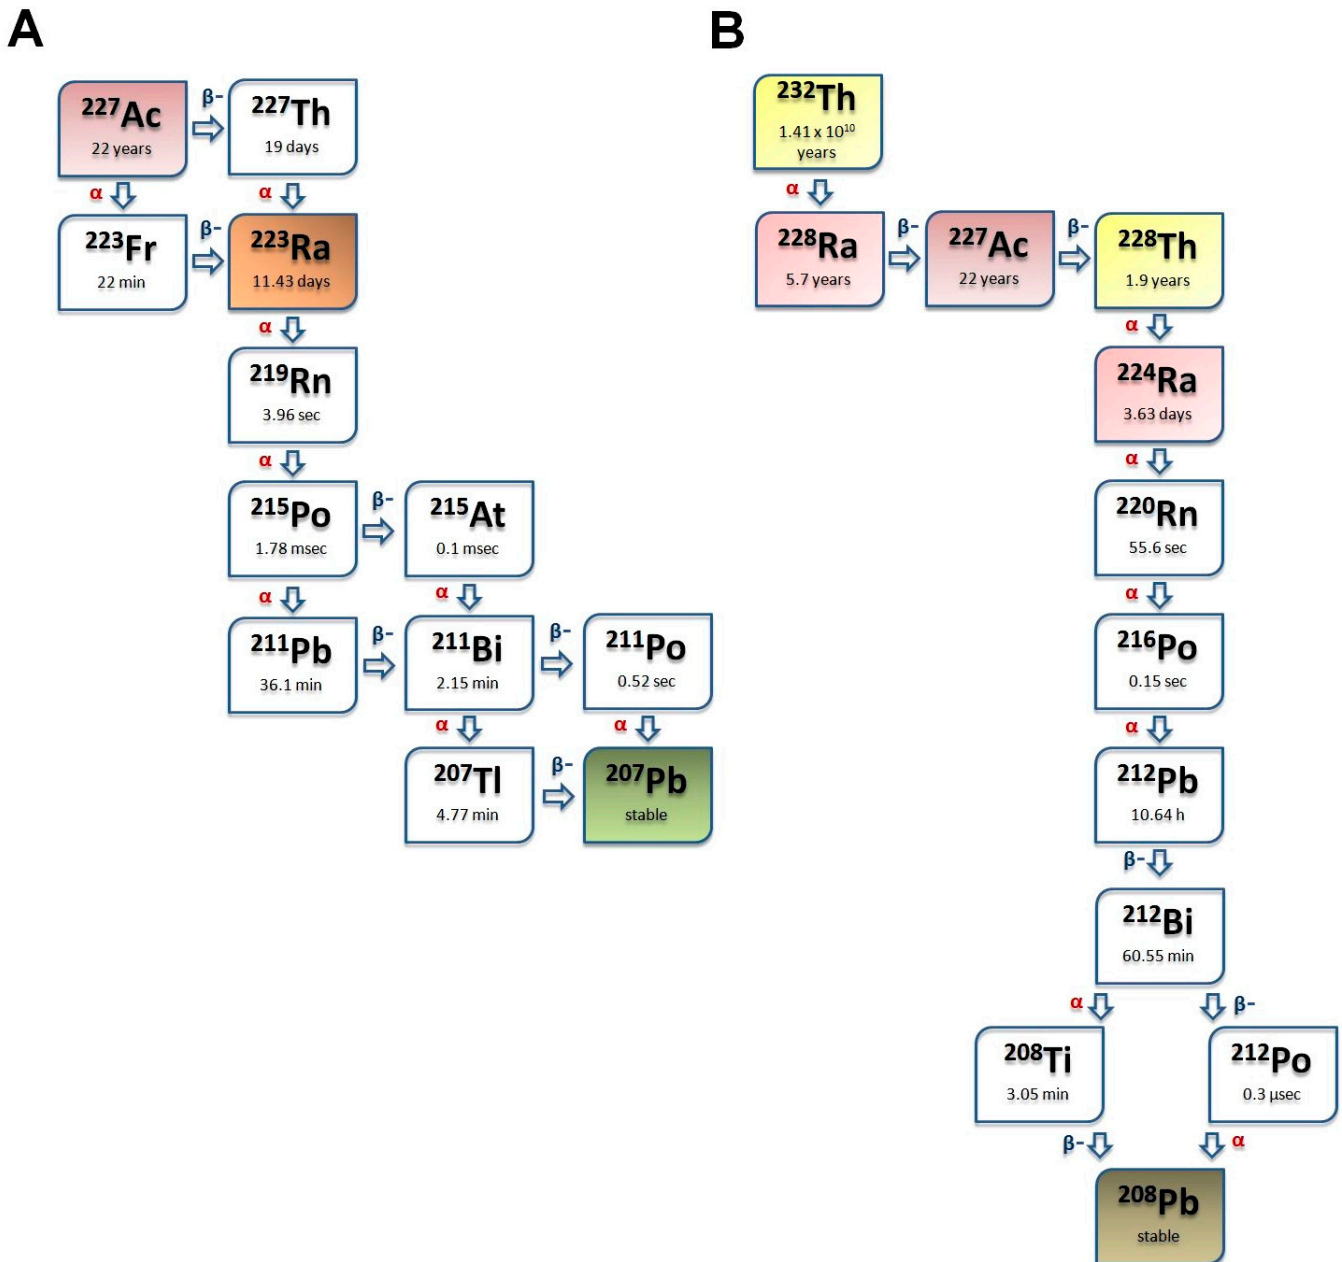 A
B
²²⁷Ac
22 years
β-
²²⁷Th
19 days
α
α
²²³Fr
22 min
β-
²²³Ra
11.43 days
α
²¹⁹Rn
3.96 sec
α
²¹⁵Po
1.78 msec
β-
²¹⁵At
0.1 msec
α
α
²¹¹Pb
36.1 min
β-
²¹¹Bi
2.15 min
β-
²¹¹Po
0.52 sec
α
α
²⁰⁷Tl
4.77 min
β-
²⁰⁷Pb
stable
²³²Th
1.41 x 10¹⁰
years
α
²²⁸Ra
5.7 years
β-
²²⁷Ac
22 years
β-
²²⁸Th
1.9 years
α
²²⁴Ra
3.63 days
α
²²⁰Rn
55.6 sec
α
²¹⁶Po
0.15 sec
α
²¹²Pb
10.64 h
β-
²¹²Bi
60.55 min
α
β-
²⁰⁸Ti
3.05 min
²¹²Po
0.3 µsec
β-
α
²⁰⁸Pb
stable